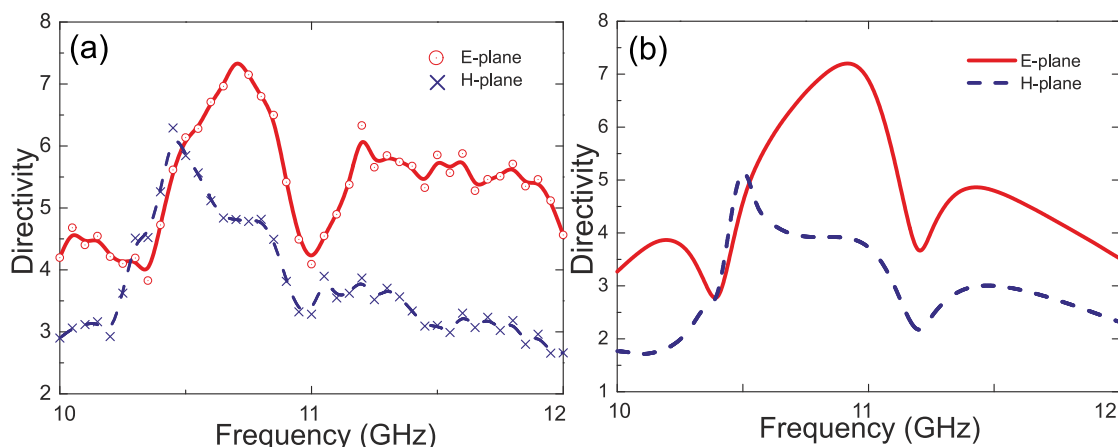 (a)
E-plane
H-plane
Directivity
8
7
6
5
4
3
2
10
11
12
Frequency (GHz)
(b)
E-plane
H-plane
Directivity
8
7
6
5
4
3
2
1
10
11
12
Frequency (GHz)